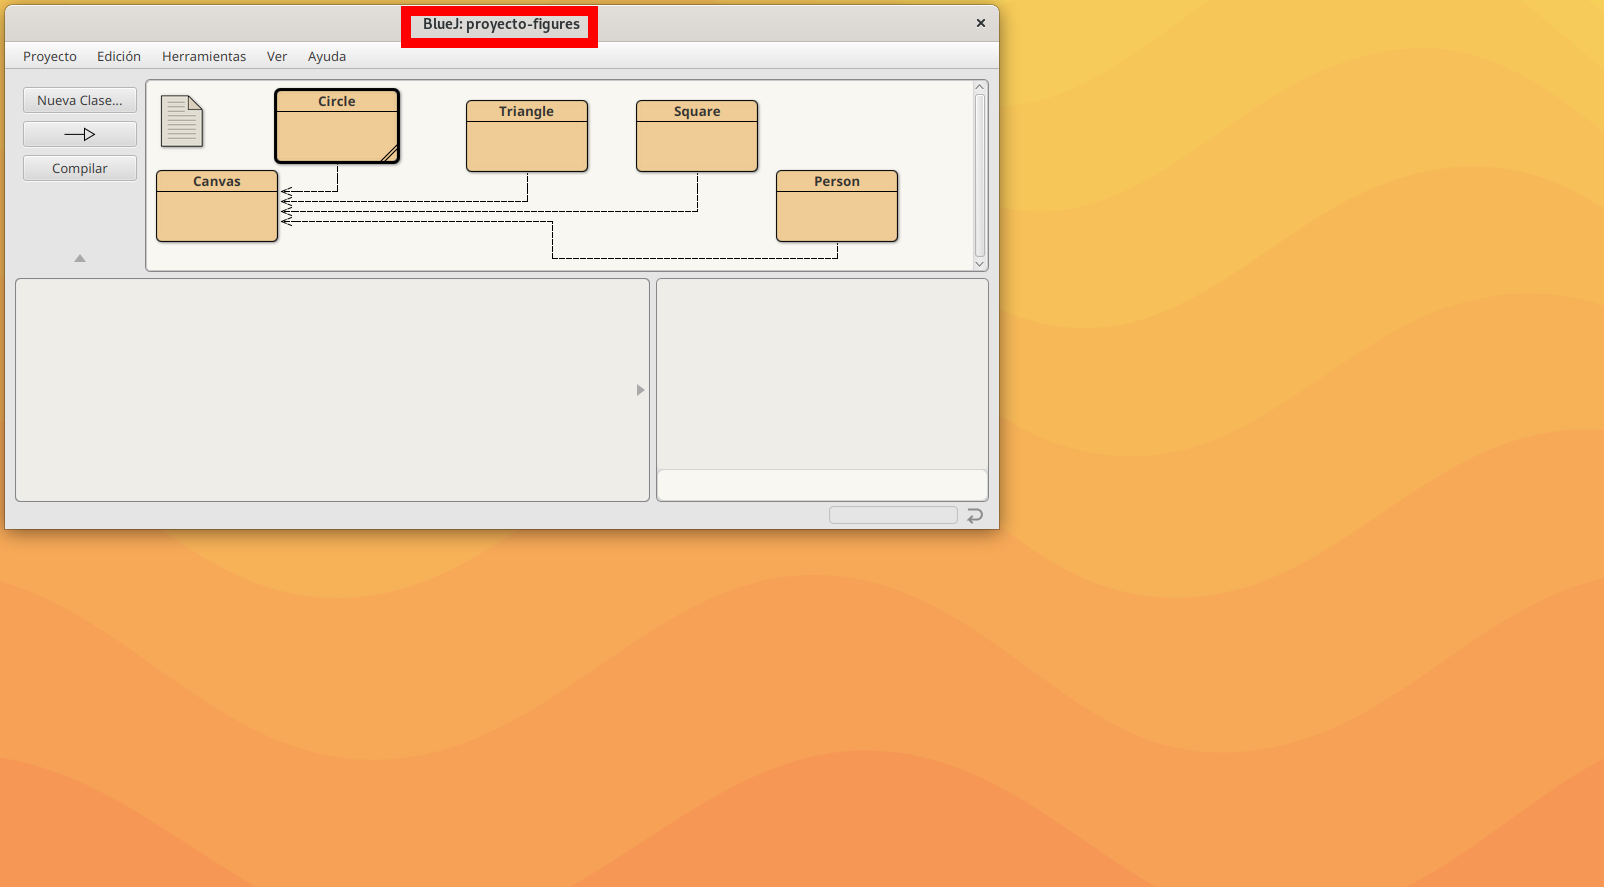 BlueJ: proyecto-figures
Proyecto Edición Herramientas Ver Ayuda
Nueva Clase...
Compilar
Circle
Triangle
Square
Canvas
Person